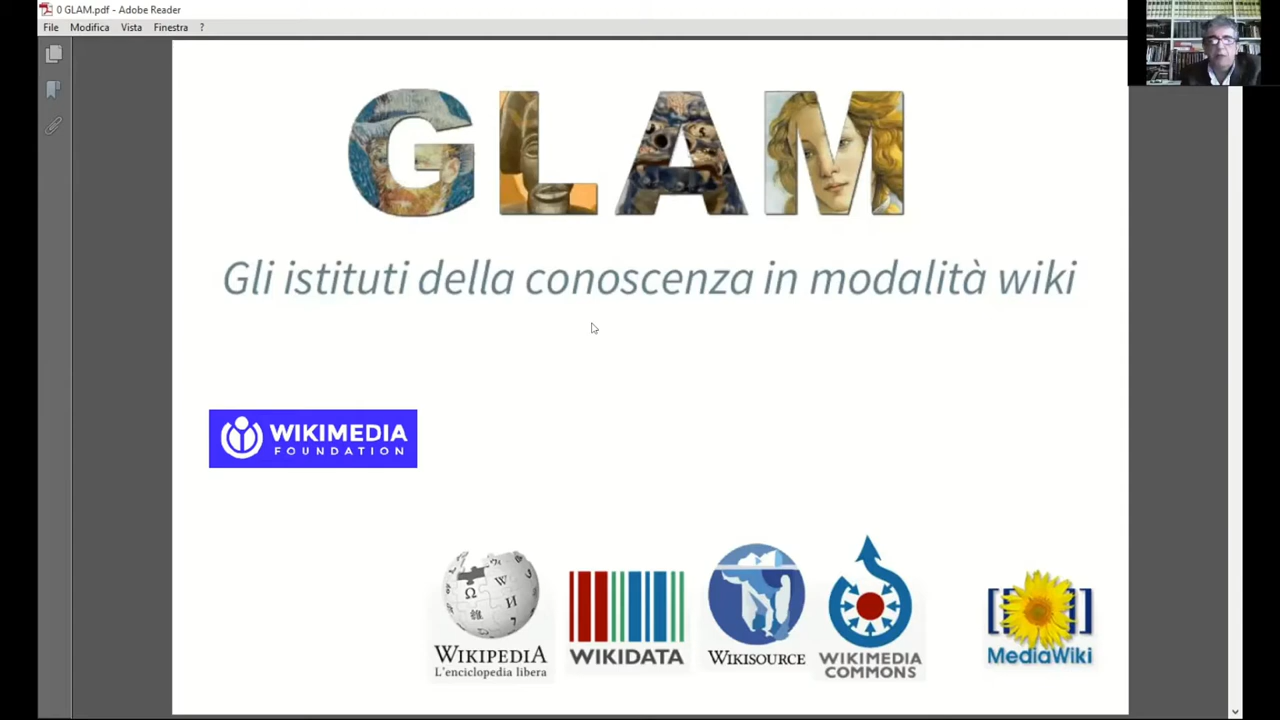 0 GLAM.pdf - Adobe Reader
File Modifica Vista Finestra ?
GLAM
Gli istituti della conoscenza in modalità wiki
WIKIMEDIA
FOUNDATION
WIKIPEDIA
L'enciclopedia libera
WIKIDATA
WIKISOURCE
WIKIMEDIA
COMMONS
[[MediaWiki]]